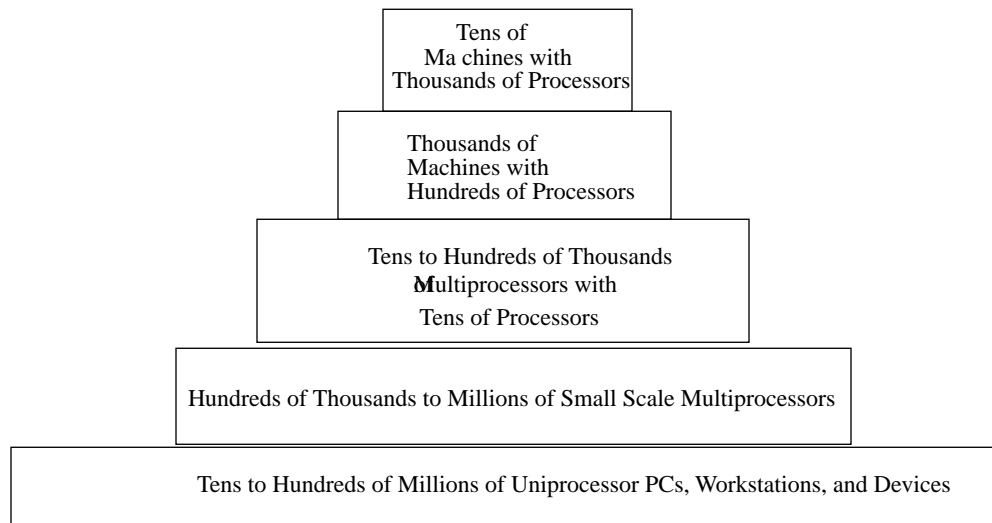 Tens of
Ma chines with
Thousands of Processors
Thousands of
Machines with
Hundreds of Processors
Tens to Hundreds of Thousands
of Multiprocessors with
Tens of Processors
Hundreds of Thousands to Millions of Small Scale Multiprocessors
Tens to Hundreds of Millions of Uniprocessor PCs, Workstations, and Devices